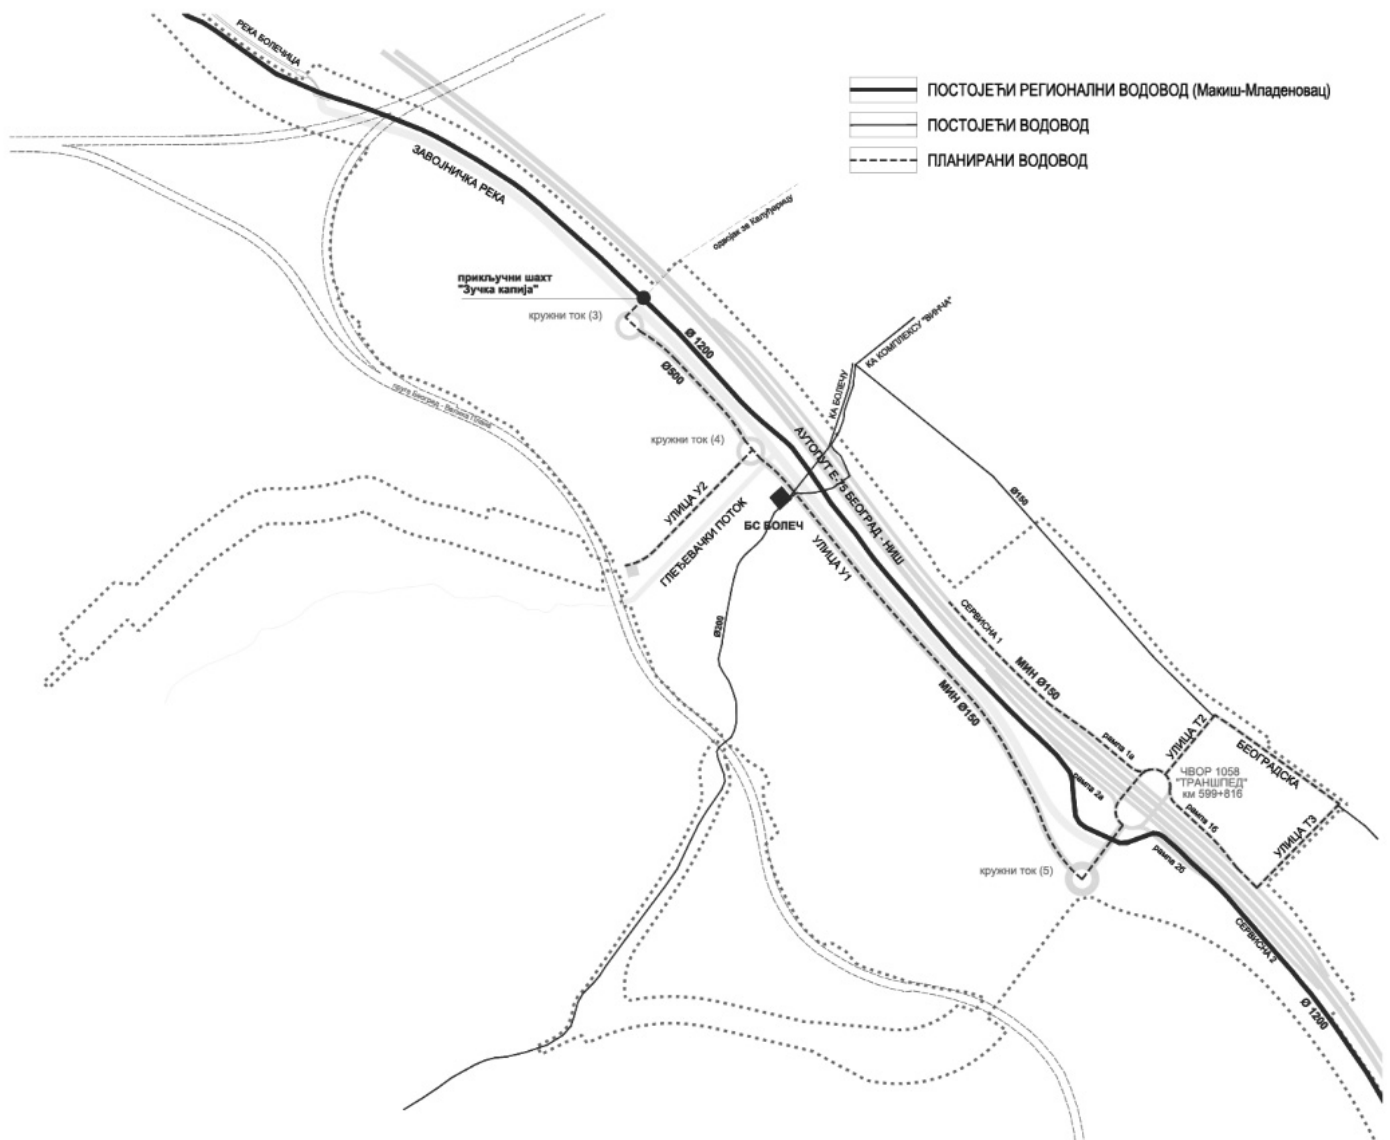 РЕКА БОЛЕЧИЦА
ПОСТОЈЕЋИ РЕГИОНАЛНИ ВОДОВОД (Макиш-Младеновац)
ПОСТОЈЕЋИ ВОДОВОД
ПЛАНИРАНИ ВОДОВОД
ЗАВОЈНИЧКА РЕКА
одвојак за Калуђерицу
прикључни шахт
"Зучка капија"
кружни ток (3)
Ø 1200
Ø500
КА КОМПЛЕКСУ "ВИНЧА"
КА БОЛЕЧУ
пруга Београд - Велика Плана
кружни ток (4)
АУТОПУТ Е-75 БЕОГРАД - НИШ
УЛИЦА У2
ГЛЕЂЕВАЧКИ ПОТОК
БС БОЛЕЧ
УЛИЦА У1
Ø150
Ø200
СЕРВИСНА 1
МИН Ø150
МИН Ø150
рампа 1а
УЛИЦА Т2
БЕОГРАДСКА
ЧВОР 1058
"ТРАНШПЕД"
км 599+816
рампа 2а
рампа 1б
УЛИЦА Т3
рампа 2б
кружни ток (5)
СЕРВИСНА 2
Ø 1200